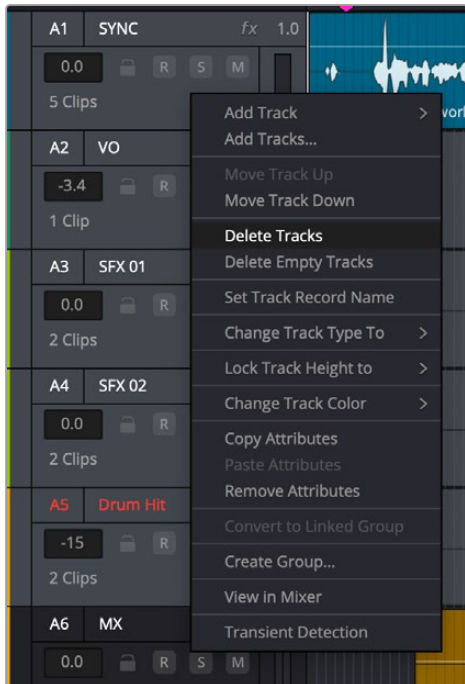 A1 SYNC fx 1.0
0.0 R S M
5 Clips
A2 VO
-3.4 R
1 Clip
A3 SFX 01
0.0 R
2 Clips
A4 SFX 02
0.0 R
2 Clips
A5 Drum Hit
-15 R
2 Clips
A6 MX
0.0 R S M
Add Track >
Add Tracks...
Move Track Up
Move Track Down
Delete Tracks
Delete Empty Tracks
Set Track Record Name
Change Track Type To >
Lock Track Height to >
Change Track Color >
Copy Attributes
Paste Attributes
Remove Attributes
Convert to Linked Group
Create Group...
View in Mixer
Transient Detection